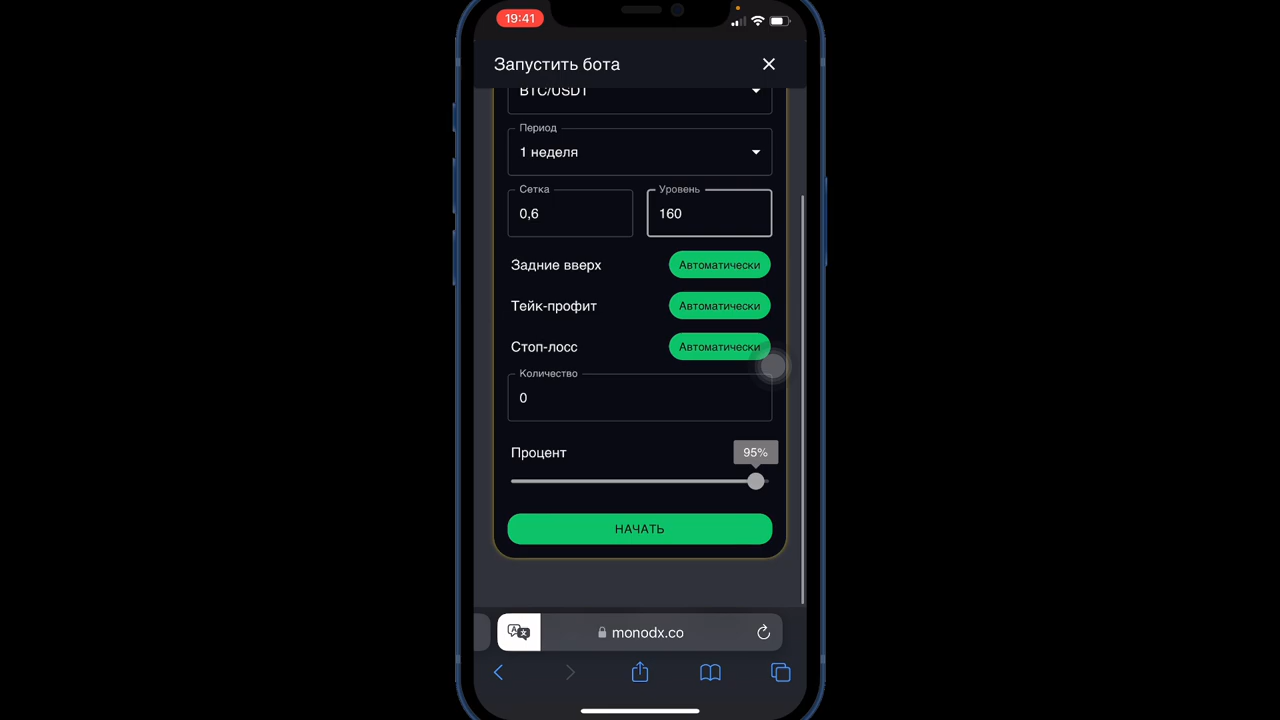 19:41
Запустить бота
BTC/USDT
Период
1 неделя
Сетка
Уровень
0,6
160
Задние вверх
Автоматически
Тейк-профит
Автоматически
Стоп-лосс
Автоматически
Количество
0
Процент
95%
НАЧАТЬ
monodx.co